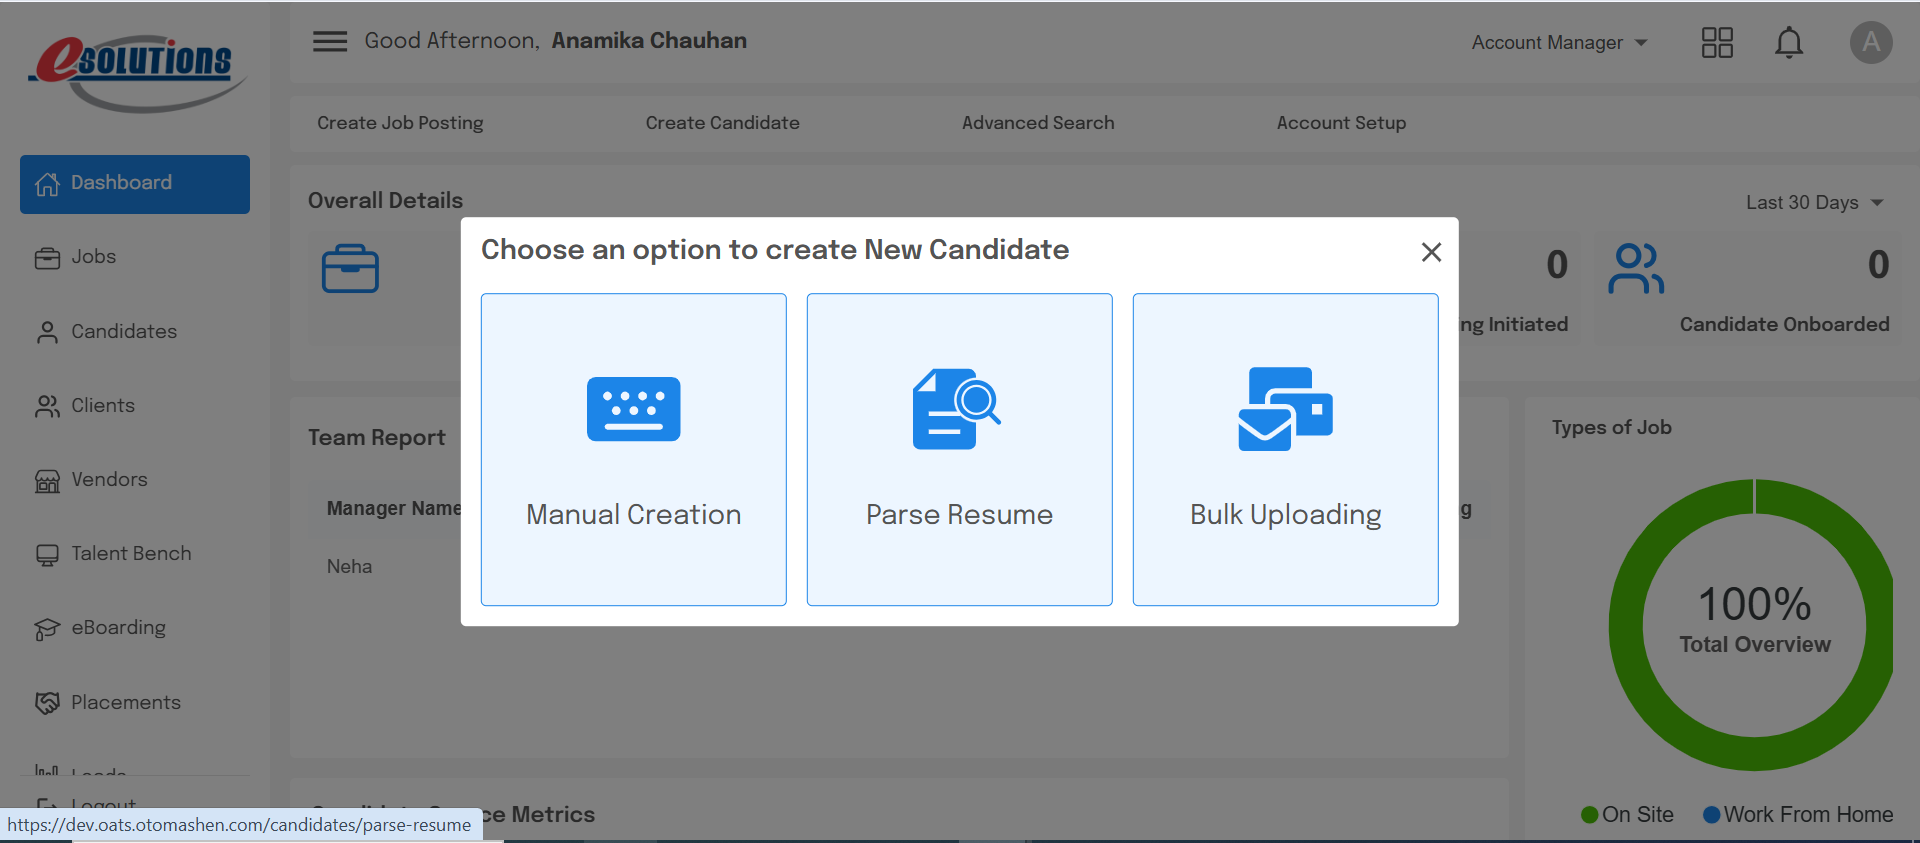 eSOLUTIONS
Good Afternoon, Anamika Chauhan
Account Manager
A
Create Job Posting
Create Candidate
Advanced Search
Account Setup
Dashboard
Jobs
Candidates
Clients
Vendors
Talent Bench
eBoarding
Placements
Leads
Logout
Overall Details
Last 30 Days
0
ng Initiated
0
Candidate Onboarded
Choose an option to create New Candidate
Manual Creation
Parse Resume
Bulk Uploading
Team Report
Manager Name
g
Neha
Types of Job
100%
Total Overview
On Site
Work From Home
ce Metrics
https://dev.oats.otomashen.com/candidates/parse-resume